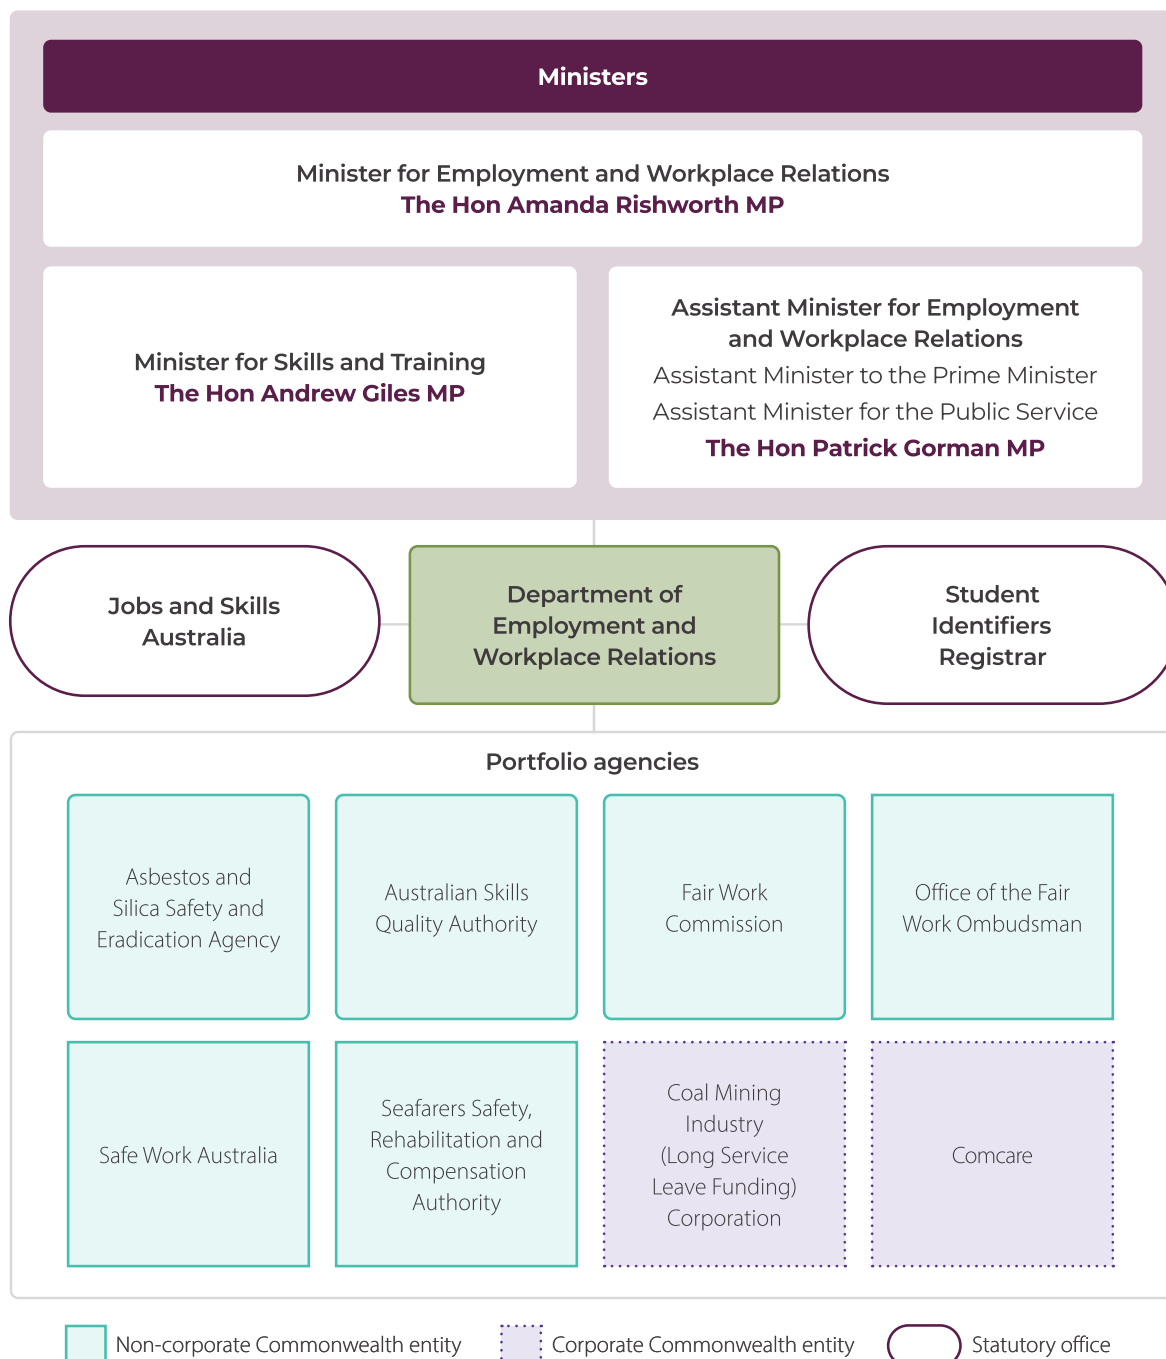 Ministers
Minister for Employment and Workplace Relations
The Hon Amanda Rishworth MP
Minister for Skills and Training
The Hon Andrew Giles MP
Assistant Minister for Employment
and Workplace Relations
Assistant Minister to the Prime Minister
Assistant Minister for the Public Service
The Hon Patrick Gorman MP
Jobs and Skills
Australia
Department of
Employment and
Workplace Relations
Student
Identifiers
Registrar
Portfolio agencies
Asbestos and
Silica Safety and
Eradication Agency
Australian Skills
Quality Authority
Fair Work
Commission
Office of the Fair
Work Ombudsman
Safe Work Australia
Seafarers Safety,
Rehabilitation and
Compensation
Authority
Coal Mining
Industry
(Long Service
Leave Funding)
Corporation
Comcare
Non-corporate Commonwealth entity
Corporate Commonwealth entity
Statutory office